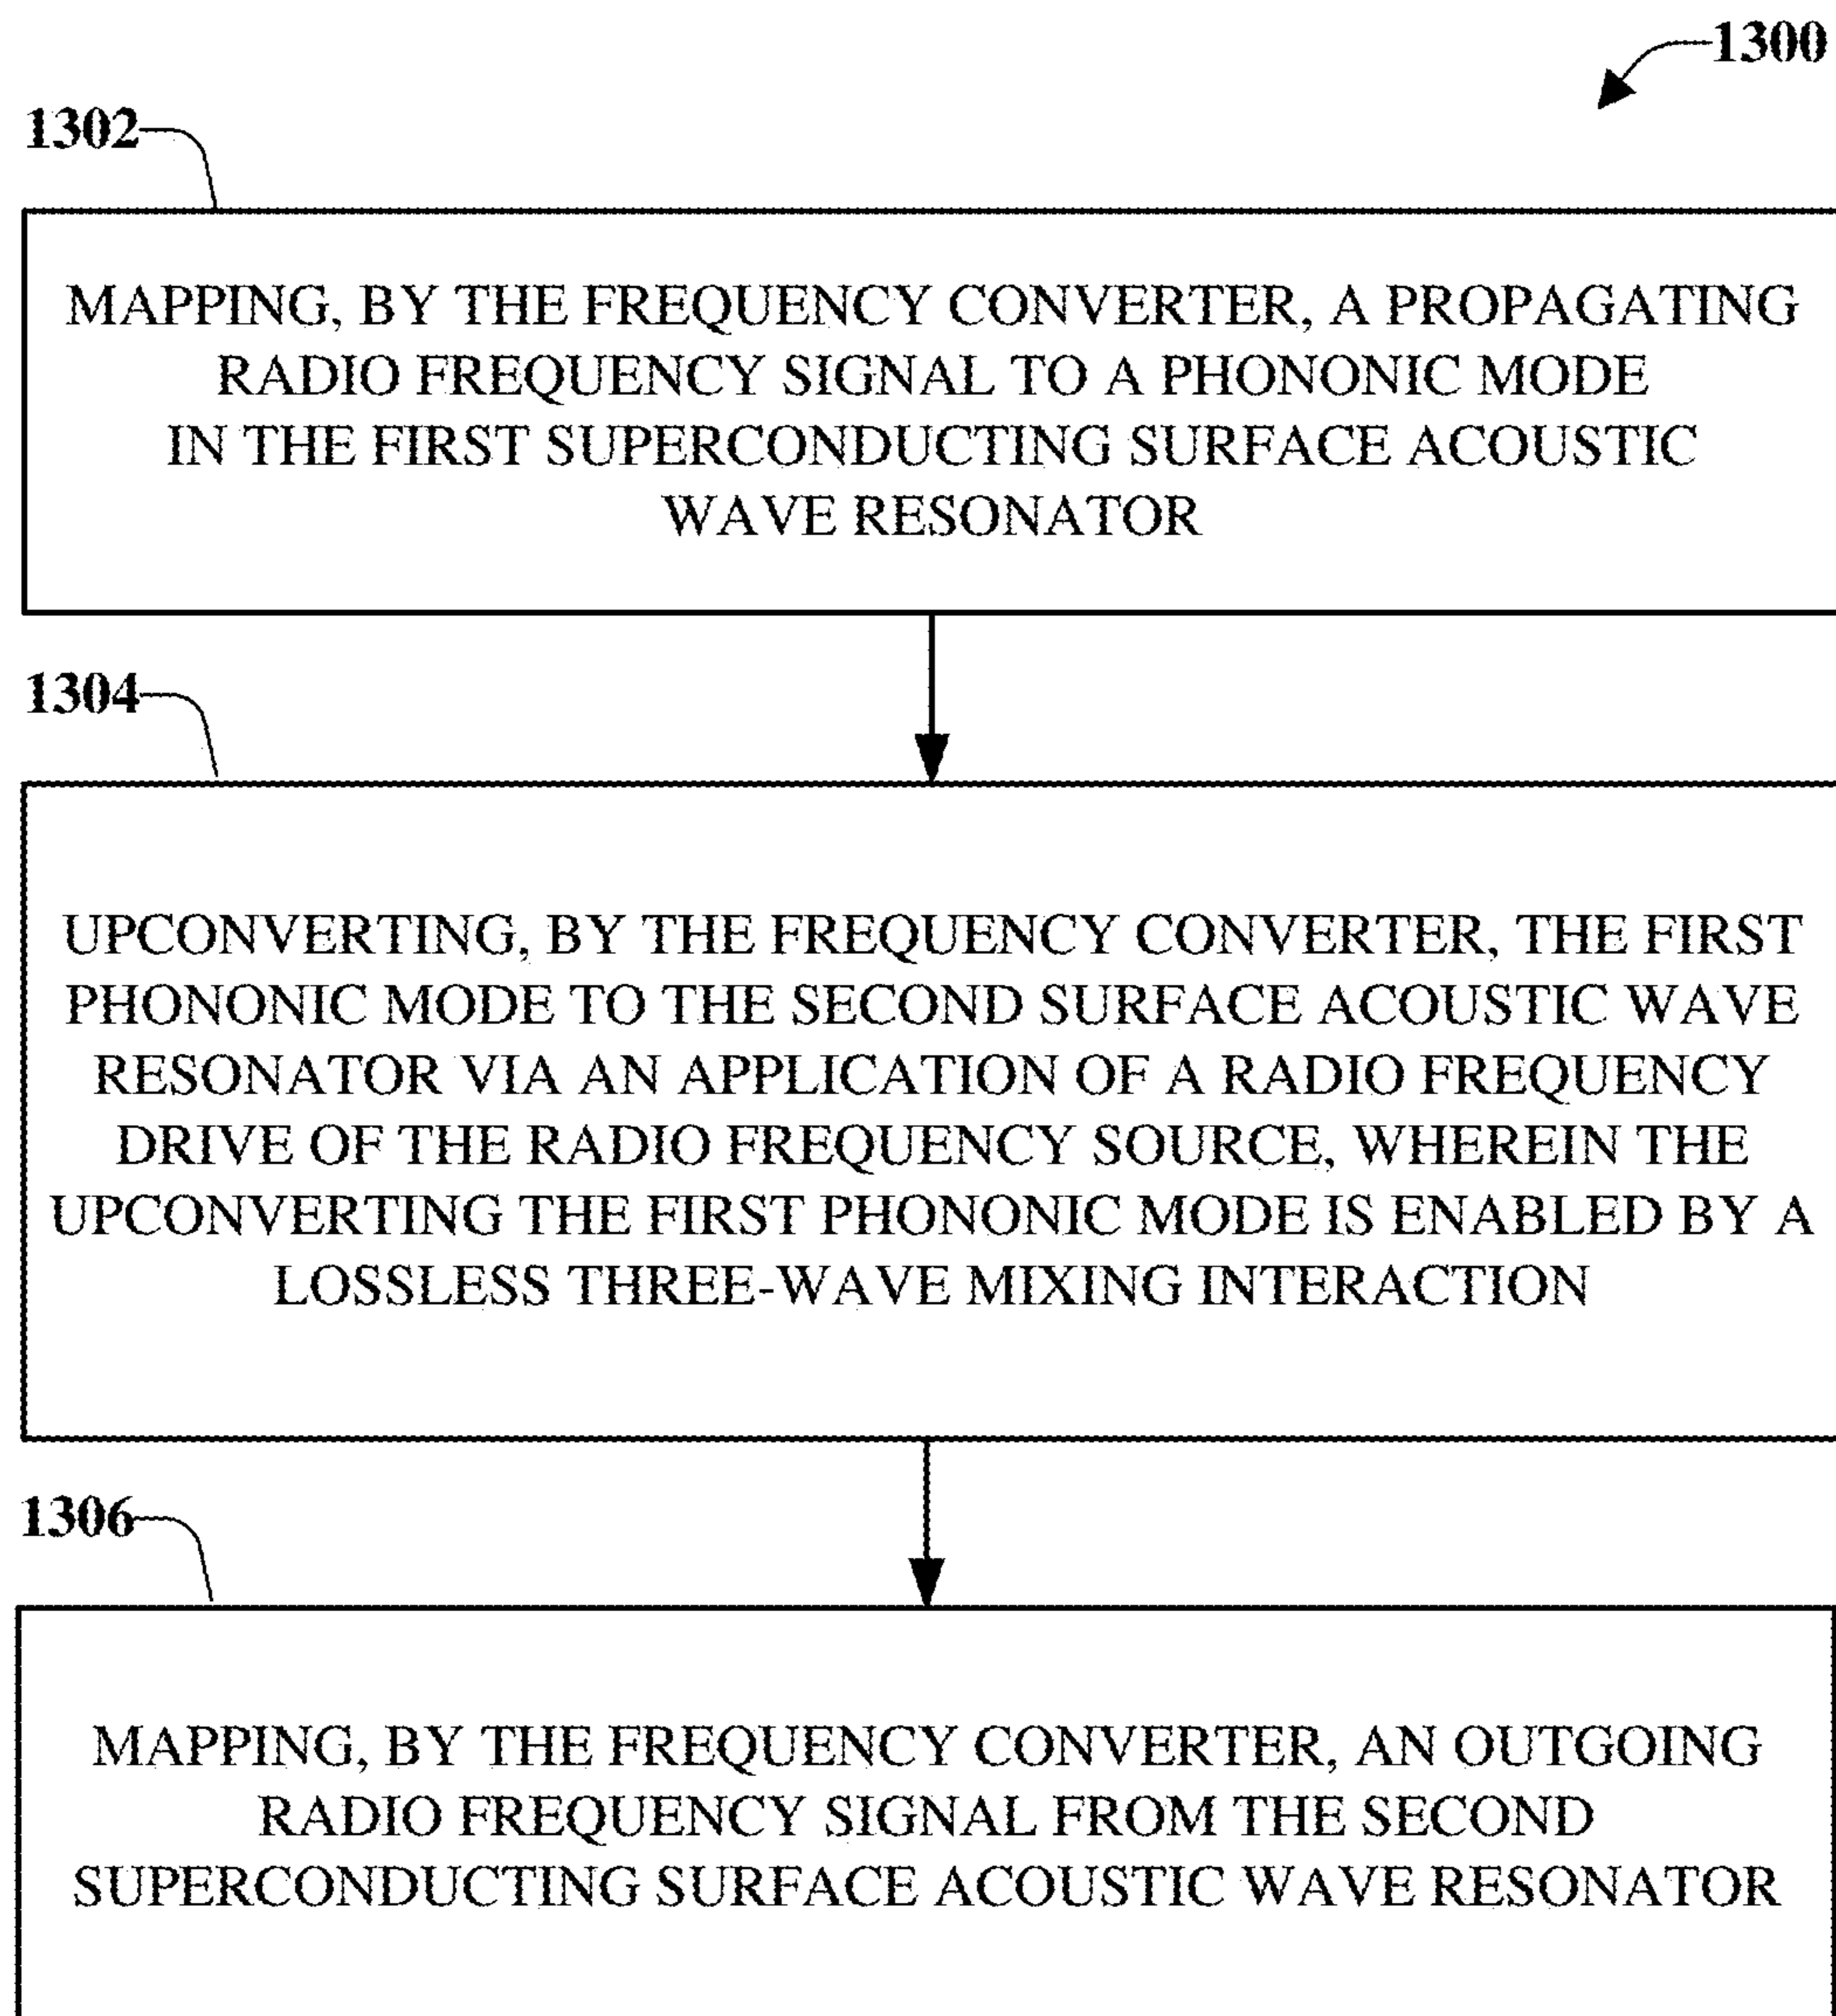 1300
1302
MAPPING, BY THE FREQUENCY CONVERTER, A PROPAGATING
RADIO FREQUENCY SIGNAL TO A PHONONIC MODE
IN THE FIRST SUPERCONDUCTING SURFACE ACOUSTIC
WAVE RESONATOR
1304
UPCONVERTING, BY THE FREQUENCY CONVERTER, THE FIRST
PHONONIC MODE TO THE SECOND SURFACE ACOUSTIC WAVE
RESONATOR VIA AN APPLICATION OF A RADIO FREQUENCY
DRIVE OF THE RADIO FREQUENCY SOURCE, WHEREIN THE
UPCONVERTING THE FIRST PHONONIC MODE IS ENABLED BY A
LOSSLESS THREE-WAVE MIXING INTERACTION
1306
MAPPING, BY THE FREQUENCY CONVERTER, AN OUTGOING
RADIO FREQUENCY SIGNAL FROM THE SECOND
SUPERCONDUCTING SURFACE ACOUSTIC WAVE RESONATOR